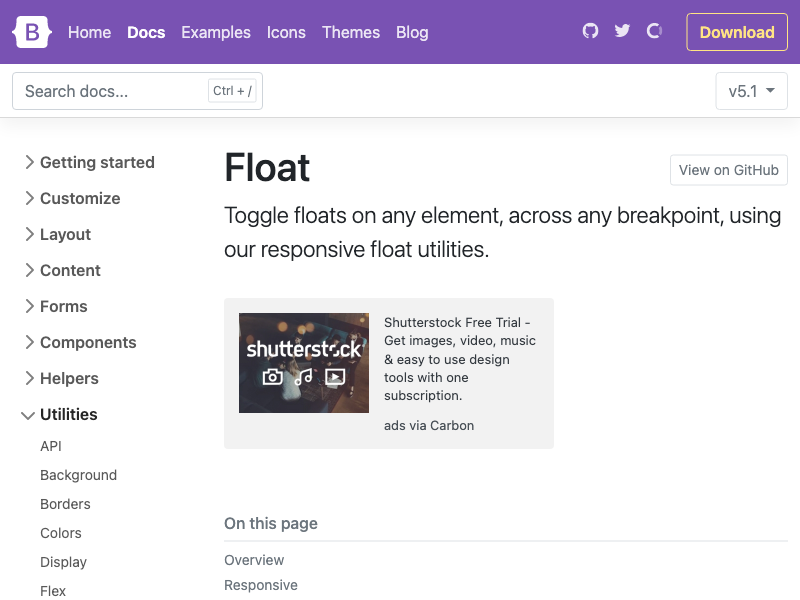 B Home Docs Examples Icons Themes Blog Download
Search docs... Ctrl + / v5.1
Getting started
Customize
Layout
Content
Forms
Components
Helpers
Utilities
API
Background
Borders
Colors
Display
Flex
Float
View on GitHub
Toggle floats on any element, across any breakpoint, using
our responsive float utilities.
shutterstock
Shutterstock Free Trial -
Get images, video, music
& easy to use design
tools with one
subscription.
ads via Carbon
On this page
Overview
Responsive